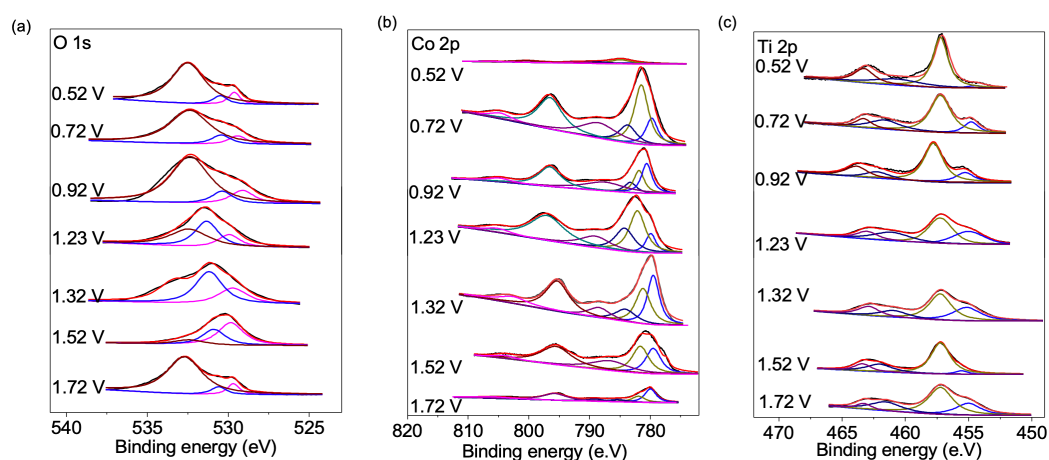 (a)
O 1s
0.52 V
0.72 V
0.92 V
1.23 V
1.32 V
1.52 V
1.72 V
540 535 530 525
Binding energy (eV)
(b)
Co 2p
0.52 V
0.72 V
0.92 V
1.23 V
1.32 V
1.52 V
1.72 V
820 810 800 790 780
Binding energy (e.V)
(c)
Ti 2p
0.52 V
0.72 V
0.92 V
1.23 V
1.32 V
1.52 V
1.72 V
470 465 460 455 450
Binding energy (e.V)